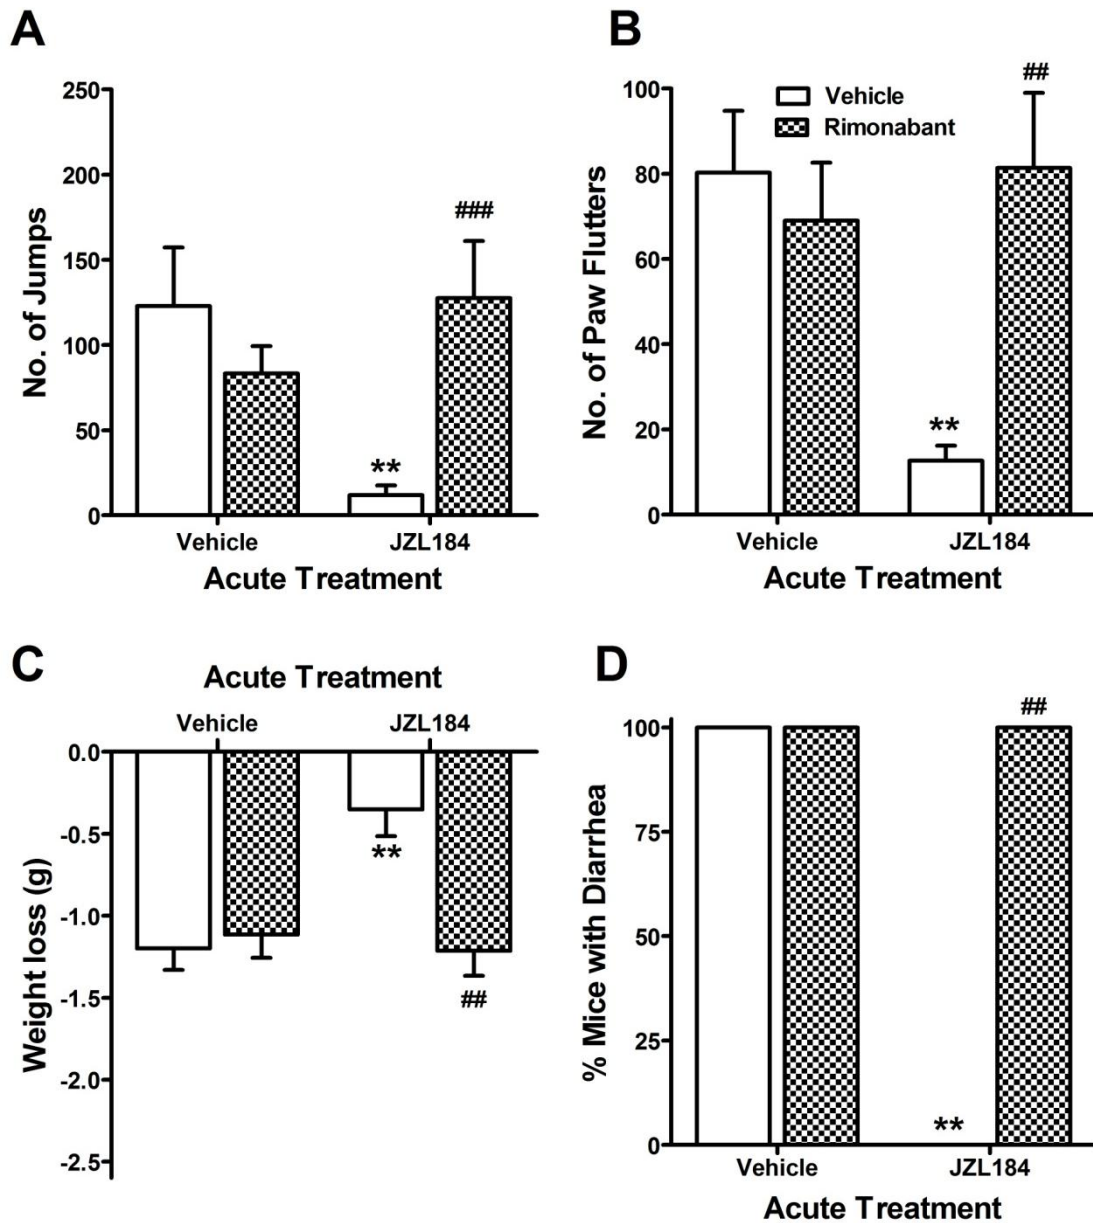 A
250
200
150
100
50
0
No. of Jumps
###
**
Vehicle JZL184
Acute Treatment
B
100
80
60
40
20
0
No. of Paw Flutters
Vehicle
Rimonabant
##
**
Vehicle JZL184
Acute Treatment
C
Acute Treatment
Vehicle JZL184
0.0
-0.5
-1.0
-1.5
-2.0
-2.5
Weight loss (g)
**
##
D
100
75
50
25
0
% Mice with Diarrhea
##
**
Vehicle JZL184
Acute Treatment